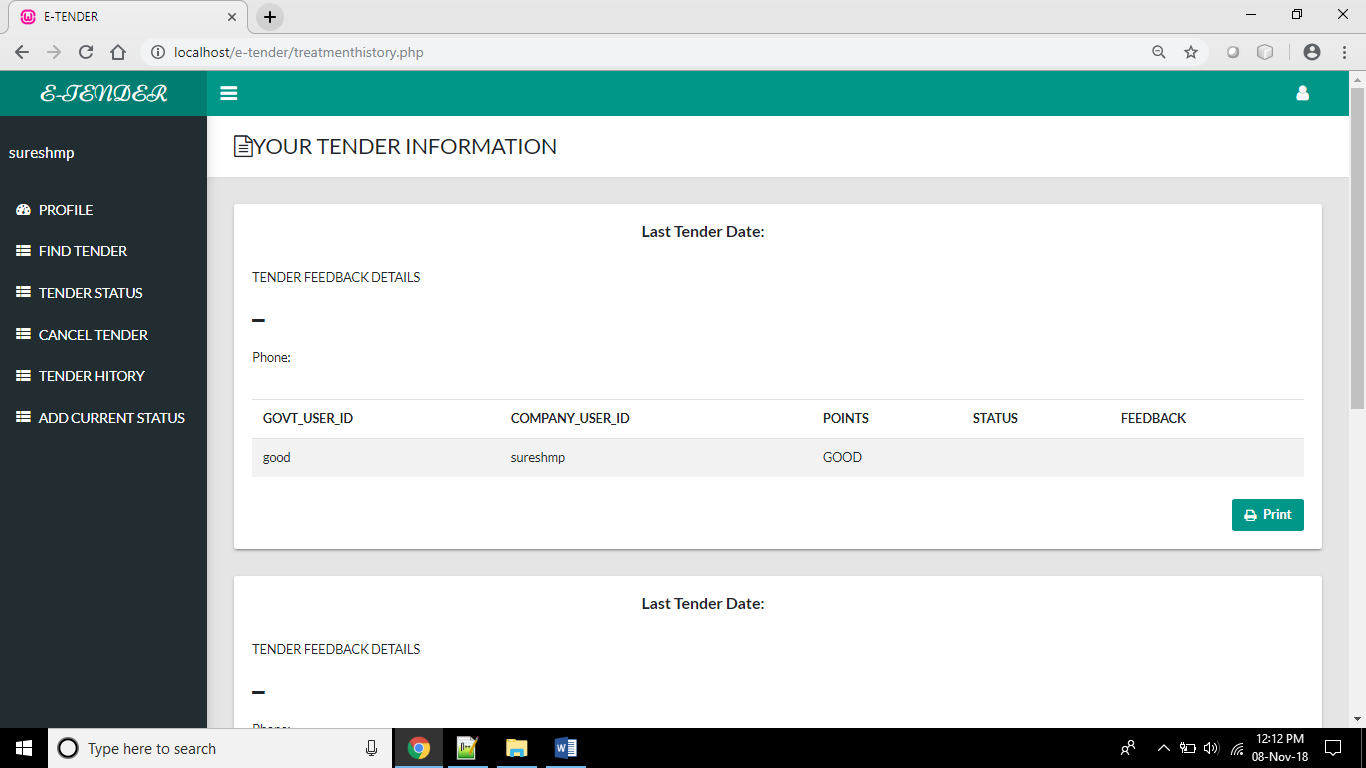 E-TENDER
localhost/e-tender/treatmenthistory.php
E-TENDER
sureshmp
PROFILE
FIND TENDER
TENDER STATUS
CANCEL TENDER
TENDER HITORY
ADD CURRENT STATUS
YOUR TENDER INFORMATION
Last Tender Date:
TENDER FEEDBACK DETAILS
–
Phone:
GOVT_USER_ID COMPANY_USER_ID POINTS STATUS FEEDBACK
good sureshmp GOOD
Print
Last Tender Date:
TENDER FEEDBACK DETAILS
–
Phone:
Type here to search
12:12 PM
08-Nov-18